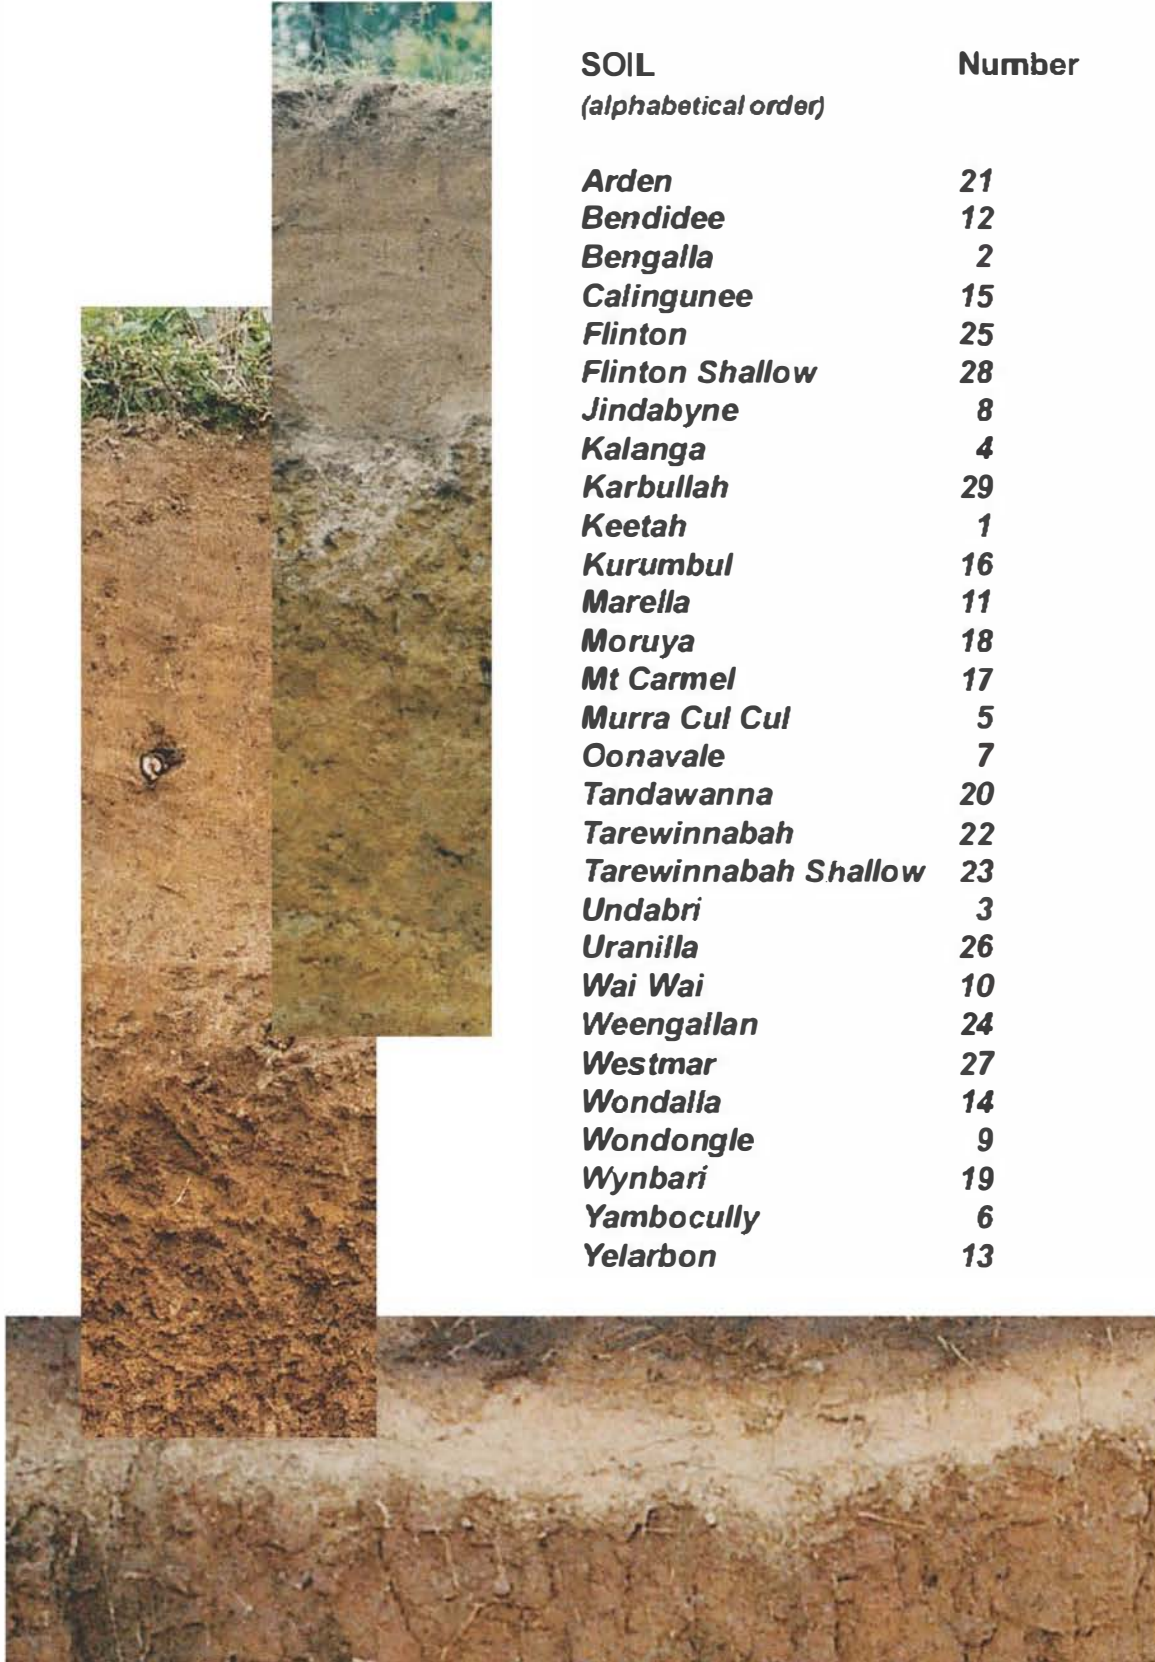 SOIL Number
(alphabetical order)
Arden 21
Bendidee 12
Bengalla 2
Calingunee 15
Flinton 25
Flinton Shallow 28
Jindabyne 8
Kalanga 4
Karbullah 29
Keetah 1
Kurumbul 16
Marella 11
Moruya 18
Mt Carmel 17
Murra Cul Cul 5
Oonavale 7
Tandawanna 20
Tarewinnabah 22
Tarewinnabah Shallow 23
Undabri 3
Uranilla 26
Wai Wai 10
Weengallan 24
Westmar 27
Wondalla 14
Wondongle 9
Wynbari 19
Yambocully 6
Yelarbon 13